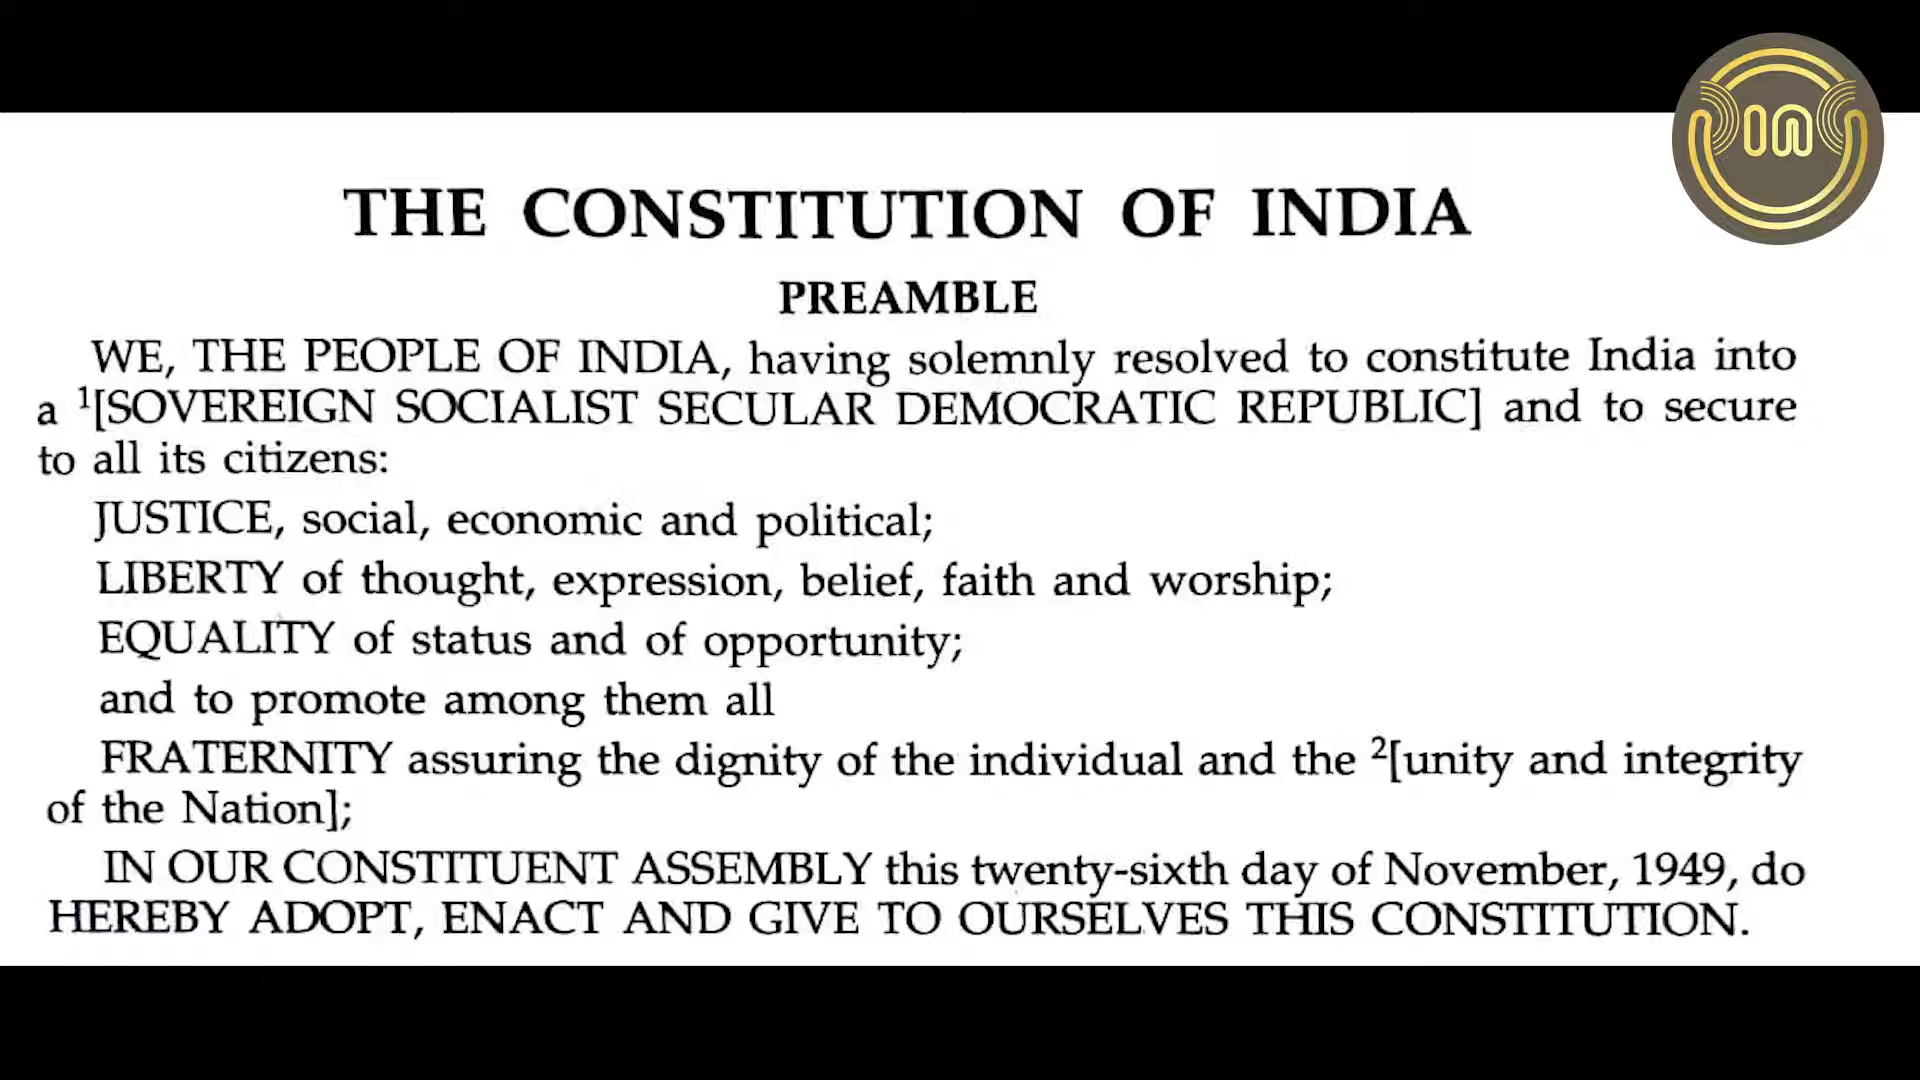 THE CONSTITUTION OF INDIA
PREAMBLE
WE, THE PEOPLE OF INDIA, having solemnly resolved to constitute India into
a ¹[SOVEREIGN SOCIALIST SECULAR DEMOCRATIC REPUBLIC] and to secure
to all its citizens:
JUSTICE, social, economic and political;
LIBERTY of thought, expression, belief, faith and worship;
EQUALITY of status and of opportunity;
and to promote among them all
FRATERNITY assuring the dignity of the individual and the ²[unity and integrity
of the Nation];
IN OUR CONSTITUENT ASSEMBLY this twenty-sixth day of November, 1949, do
HEREBY ADOPT, ENACT AND GIVE TO OURSELVES THIS CONSTITUTION.